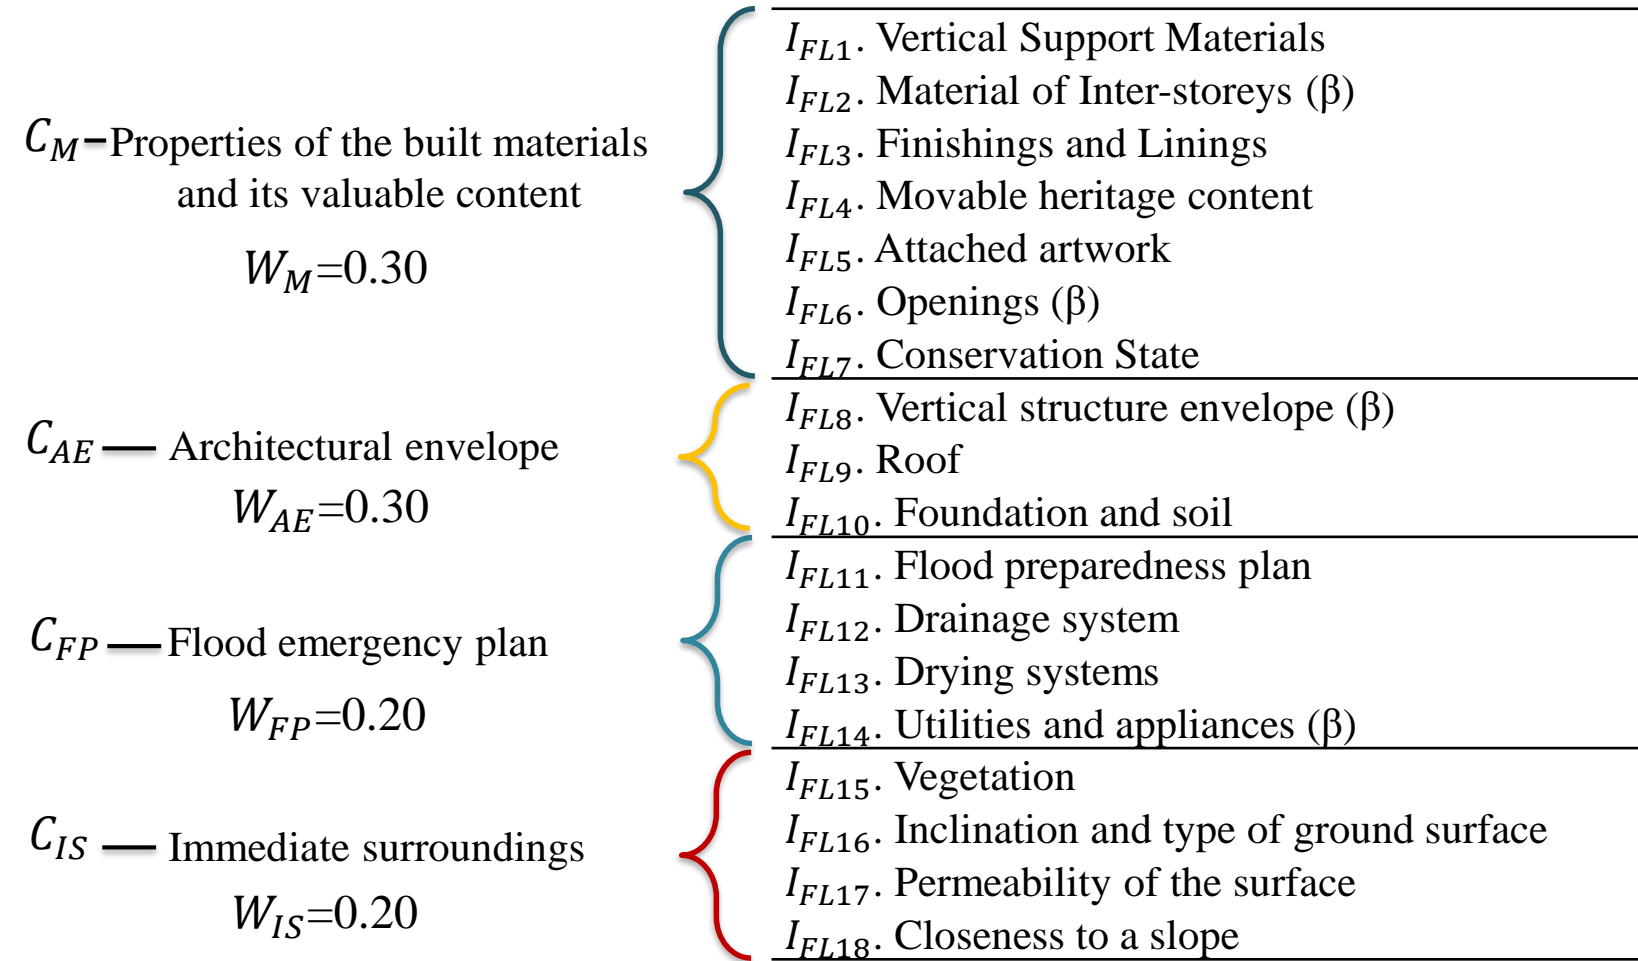 C_M–Properties of the built materials
and its valuable content
W_M=0.30
I_FL1. Vertical Support Materials
I_FL2. Material of Inter-storeys (β)
I_FL3. Finishings and Linings
I_FL4. Movable heritage content
I_FL5. Attached artwork
I_FL6. Openings (β)
I_FL7. Conservation State
C_AE — Architectural envelope
W_AE=0.30
I_FL8. Vertical structure envelope (β)
I_FL9. Roof
I_FL10. Foundation and soil
C_FP — Flood emergency plan
W_FP=0.20
I_FL11. Flood preparedness plan
I_FL12. Drainage system
I_FL13. Drying systems
I_FL14. Utilities and appliances (β)
C_IS — Immediate surroundings
W_IS=0.20
I_FL15. Vegetation
I_FL16. Inclination and type of ground surface
I_FL17. Permeability of the surface
I_FL18. Closeness to a slope